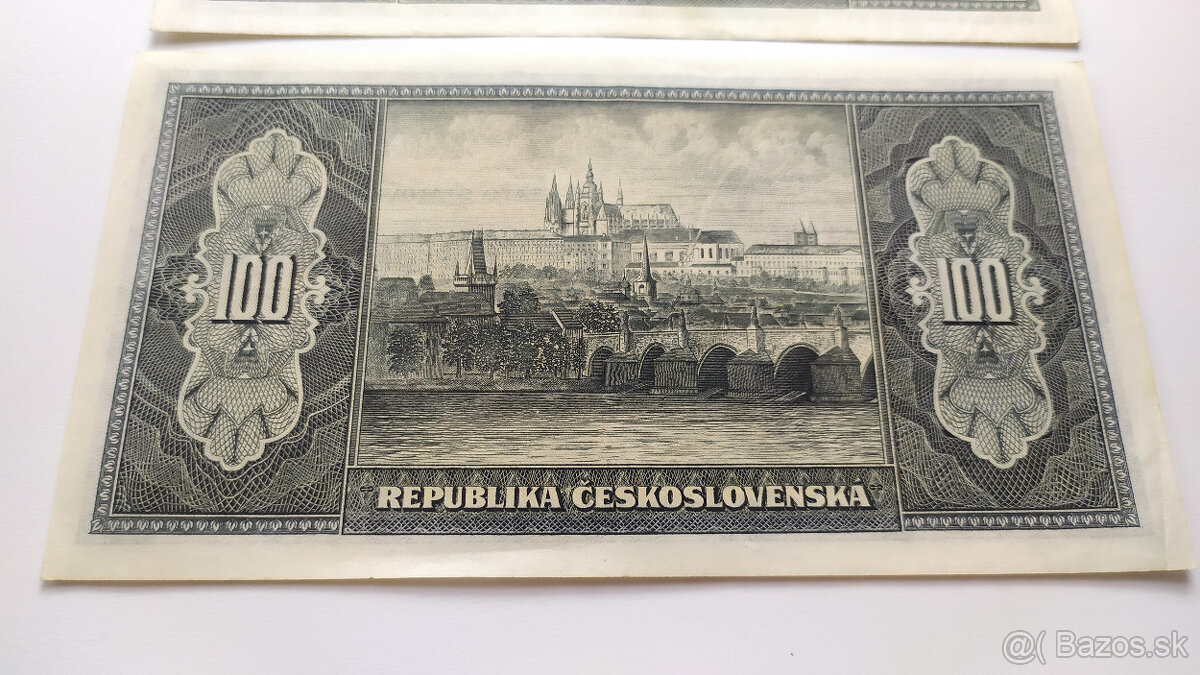 100
100
REPUBLIKA ČESKOSLOVENSKÁ
@( Bazos.sk